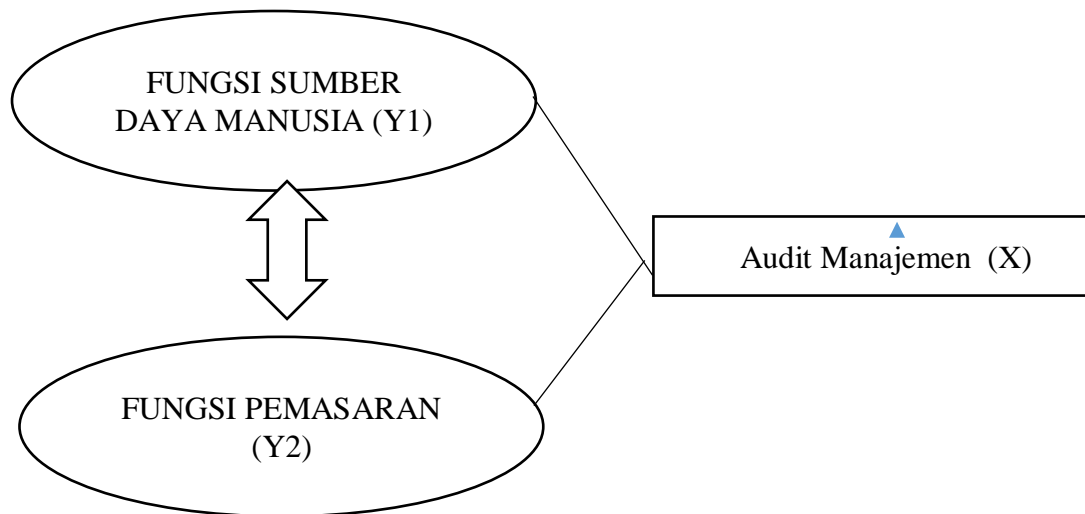 FUNGSI SUMBER
DAYA MANUSIA (Y1)
Audit Manajemen (X)
FUNGSI PEMASARAN
(Y2)